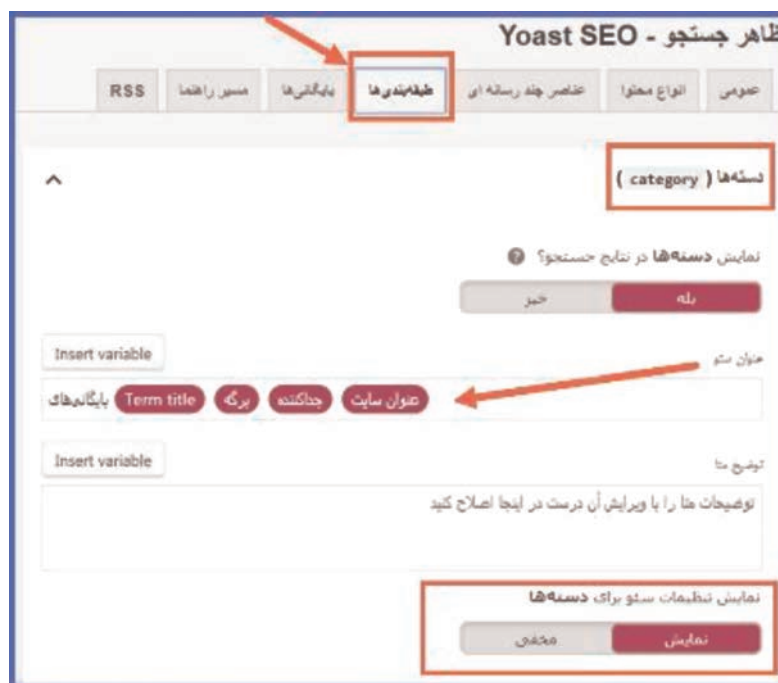 ظاهر جستجو - Yoast SEO
عمومی انواع محتوا عناصر چند رسانه ای طبقه‌بندی‌ها بایگانی‌ها مسیر راهنما RSS
دسته‌ها ( category )
نمایش دسته‌ها در نتایج جستجو؟
بله خیر
عنوان سئو Insert variable
عنوان سایت جداکننده برگه Term title بایگانی‌های
توضیح متا Insert variable
توضیحات متا را با ویرایش آن درست در اینجا اصلاح کنید
نمایش تنظیمات سئو برای دسته‌ها
نمایش مخفی